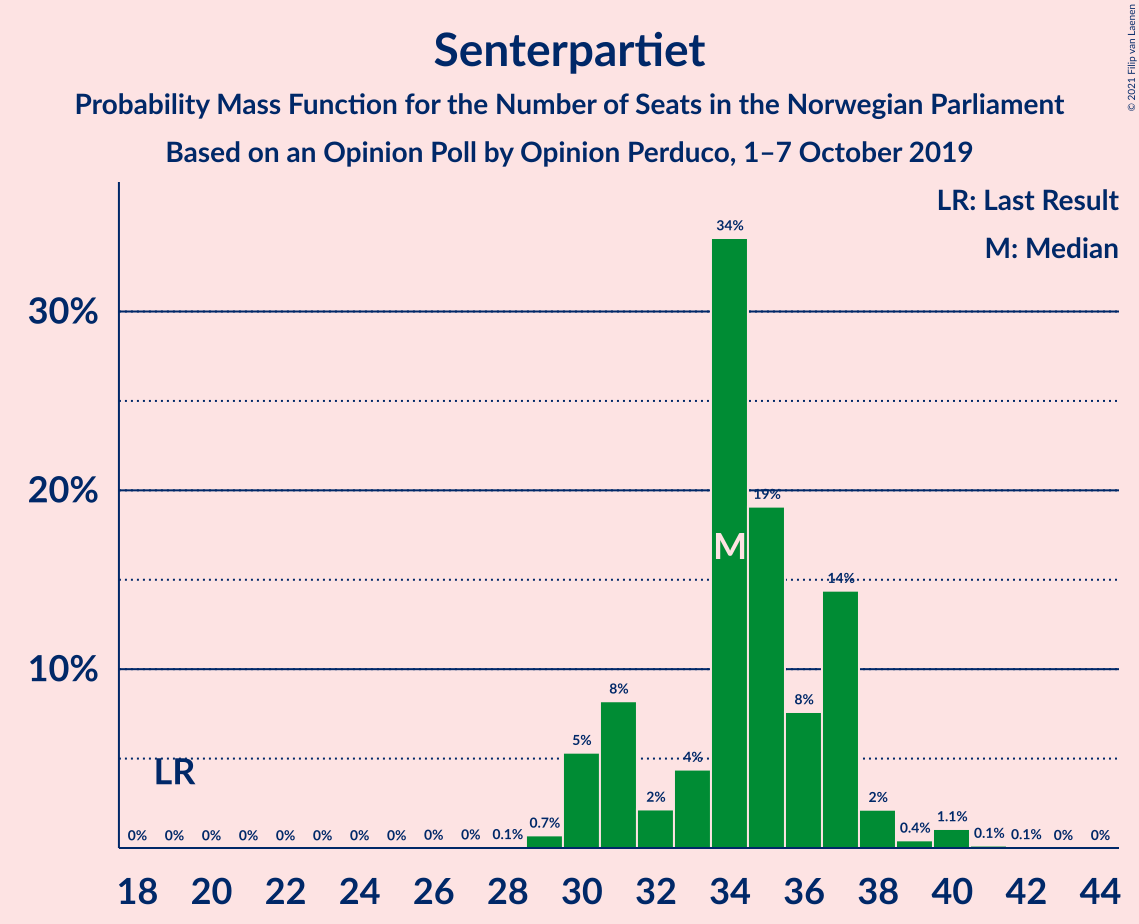 Senterpartiet
Probability Mass Function for the Number of Seats in the Norwegian Parliament
Based on an Opinion Poll by Opinion Perduco, 1–7 October 2019
© 2021 Filip van Laenen
LR: Last Result
M: Median
30%
20%
10%
34%
19%
M
14%
8%
8%
5%
4%
LR
2%
2%
0% 0% 0% 0% 0% 0% 0% 0% 0% 0% 0.1% 0.7% 0.4% 1.1% 0.1% 0.1% 0% 0%
18 20 22 24 26 28 30 32 34 36 38 40 42 44